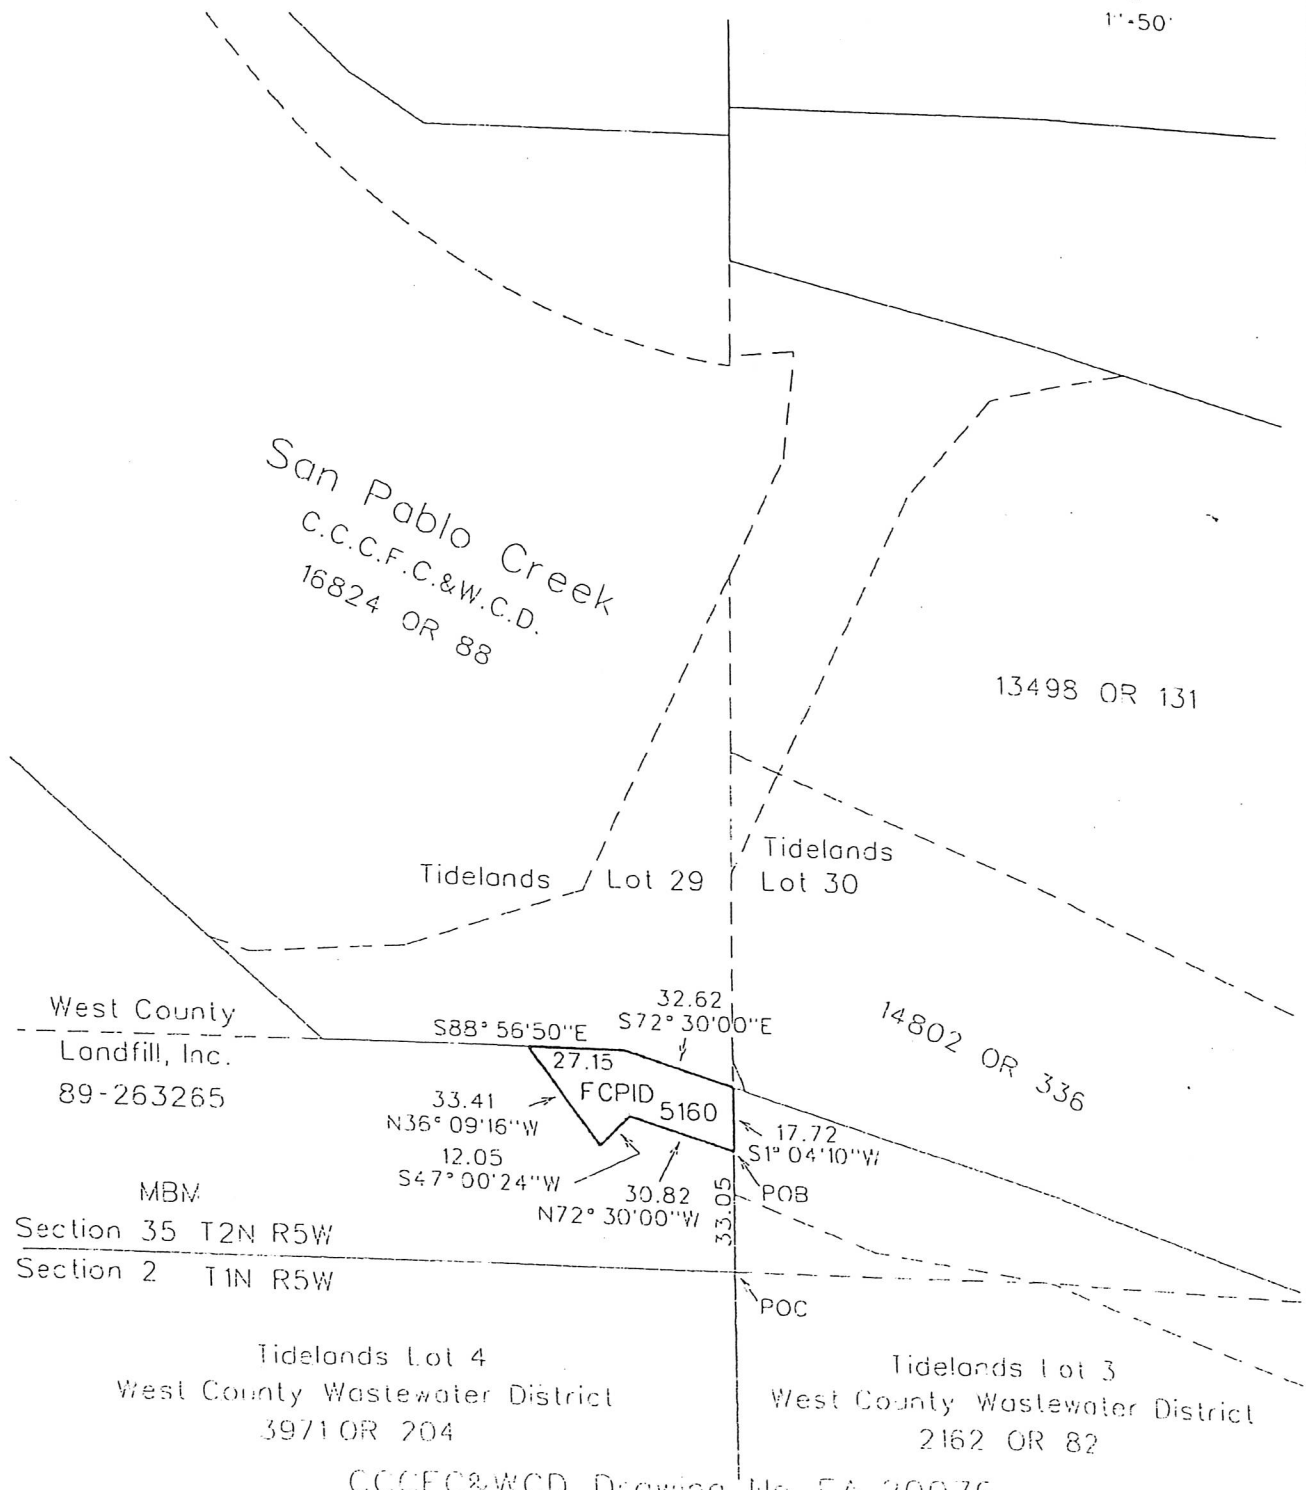 1"=50'
San Pablo Creek
C.C.C.F.C.&W.C.D.
16824 OR 88
13498 OR 131
Tidelands Lot 29
Tidelands
Lot 30
14802 OR 336
West County
Landfill, Inc.
89-263265
32.62
S72° 30'00"E
S88° 56'50"E
27.15
FCPID
5160
33.41
N36° 09'16"W
12.05
S47° 00'24"W
30.82
N72° 30'00"W
17.72
S1° 04'10"W
POB
33.05
MBM
Section 35 T2N R5W
Section 2 T1N R5W
POC
Tidelands Lot 4
West County Wastewater District
3971 OR 204
Tidelands Lot 3
West County Wastewater District
2162 OR 82
CCCFC&WCD Drawing No.